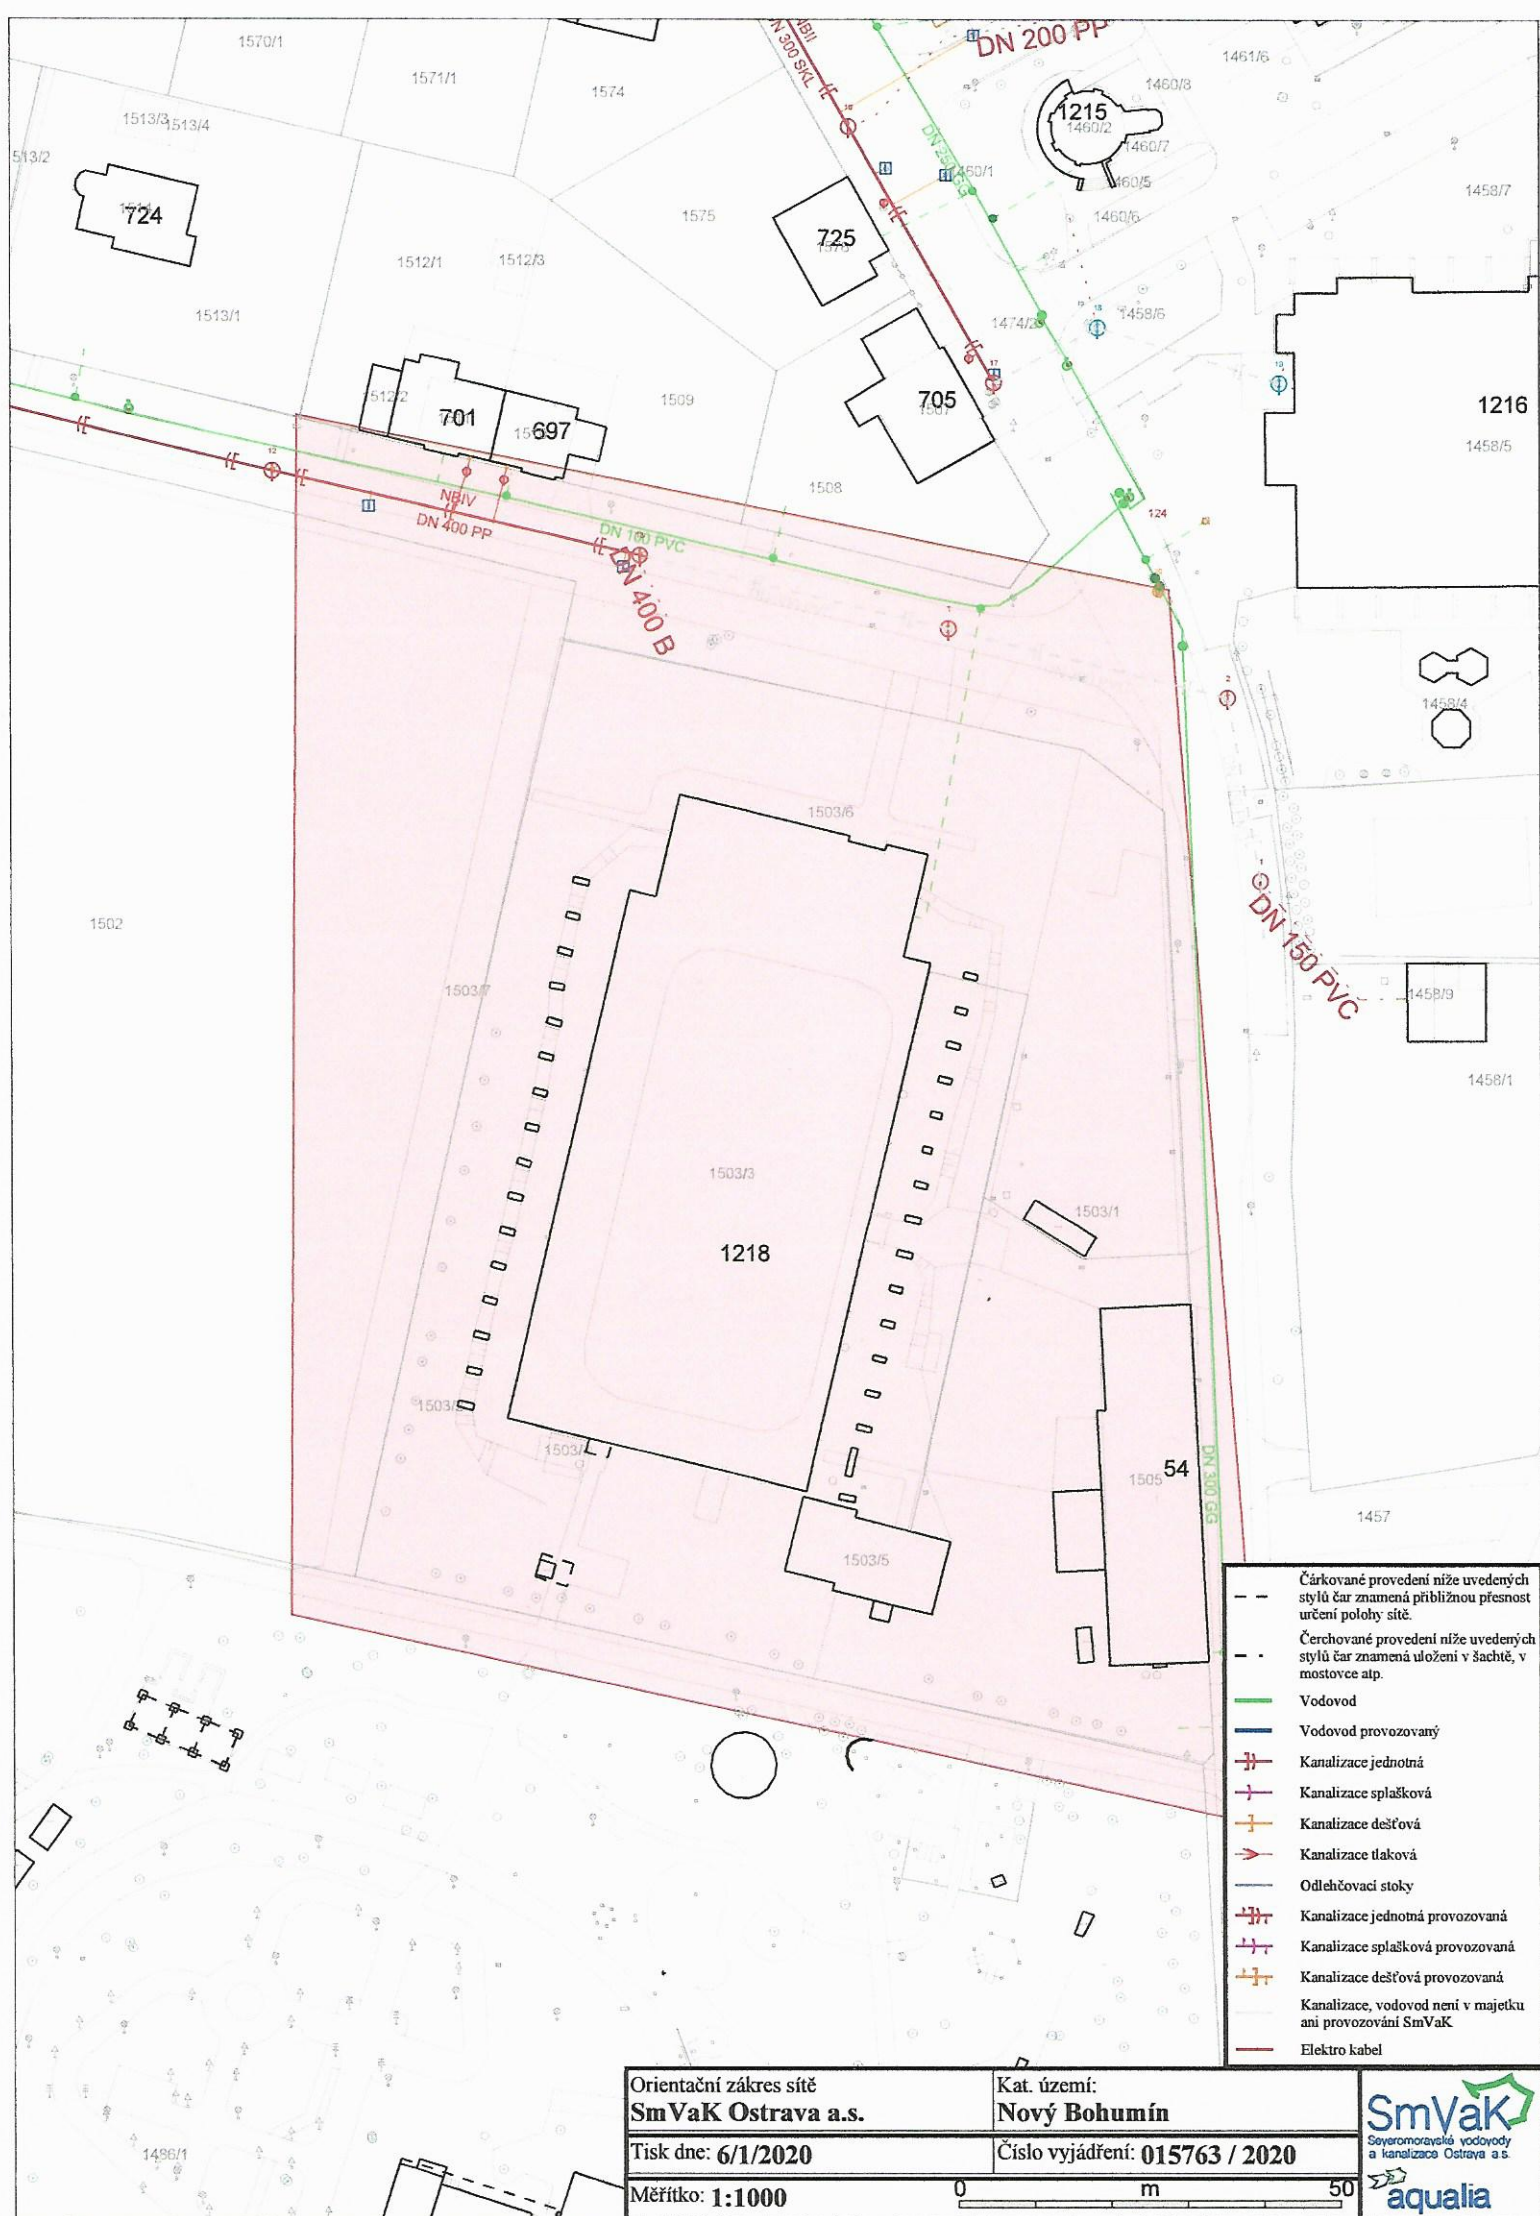 1570/1
1571/1
1574
NBII
N 300 SKL
DN 200 PP
1461/6
1460/8
1215
1460/2
1460/7
1460/5
1460/6
1458/7
1513/3
1513/4
513/2
724
1513/1
1512/1
1512/3
1575
725
DN 250 GG
1460/1
1474/2
1458/6
1216
1458/5
1512/2
701
697
1509
705
1507
1508
124
NBIV
DN 400 PP
DN 100 PVC
DN 400 B
1458/4
1503/6
1502
1503/7
DN 150 PVC
1458/9
1458/1
1503/3
1218
1503/1
54
1505
DN 300 GG
1457
1503/5
1486/1
Čárkované provedení níže uvedených
stylů čar znamená přibližnou přesnost
určení polohy sítě.
Čerchované provedení níže uvedených
stylů čar znamená uložení v šachtě, v
mostovce atp.
Vodovod
Vodovod provozovaný
Kanalizace jednotná
Kanalizace splašková
Kanalizace dešťová
Kanalizace tlaková
Odlehčovací stoky
Kanalizace jednotná provozovaná
Kanalizace splašková provozovaná
Kanalizace dešťová provozovaná
Kanalizace, vodovod není v majetku
ani provozování SmVaK
Elektro kabel
Orientační zákres sítě
SmVaK Ostrava a.s.
Kat. území:
Nový Bohumín
Tisk dne: 6/1/2020
Číslo vyjádření: 015763 / 2020
Měřítko: 1:1000
0 m 50
SmVaK
Severomoravské vodovody
a kanalizace Ostrava a.s.
aqualia